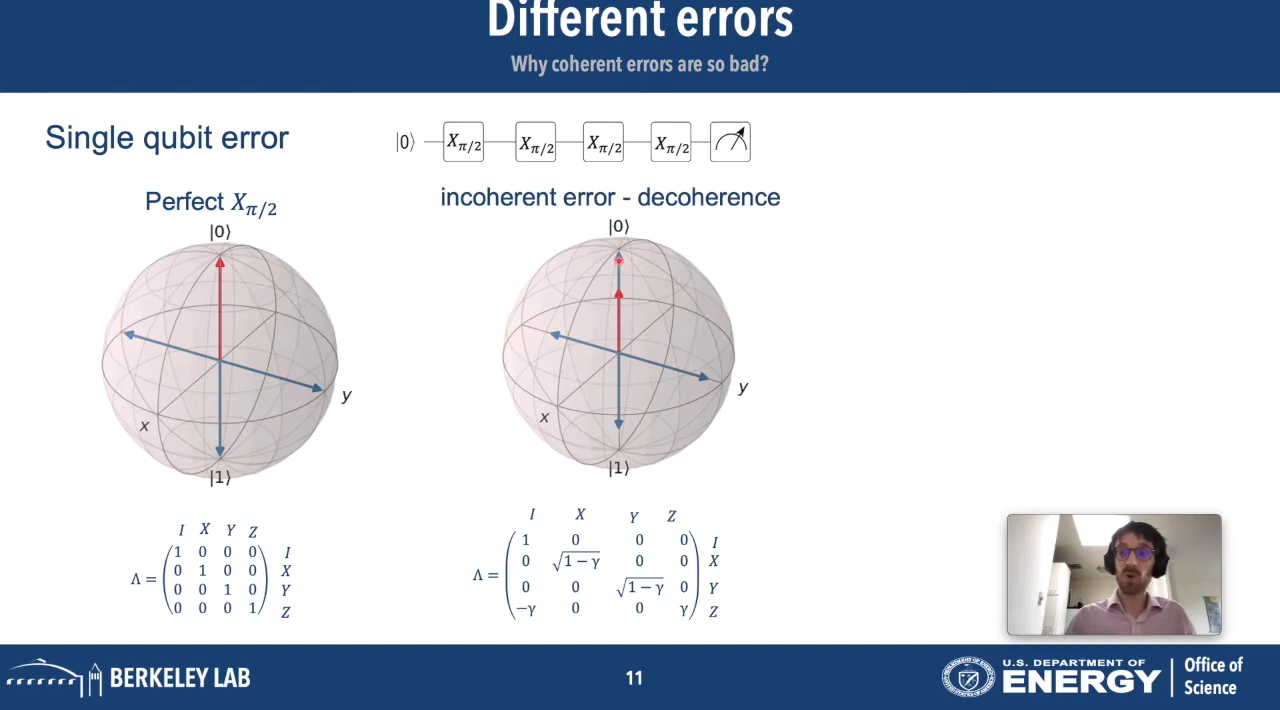 Different errors
Why coherent errors are so bad?
Single qubit error
|0⟩ X_{π/2} X_{π/2} X_{π/2} X_{π/2}
Perfect X_{π/2}
|0⟩
x
y
|1⟩
I X Y Z
Λ =
1 0 0 0 I
0 1 0 0 X
0 0 1 0 Y
0 0 0 1 Z
incoherent error - decoherence
|0⟩
x
y
|1⟩
I X Y Z
Λ =
1 0 0 0 I
0 √1−γ 0 0 X
0 0 √1−γ 0 Y
−γ 0 0 γ Z
BERKELEY LAB
11
U.S. DEPARTMENT OF
ENERGY
Office of
Science